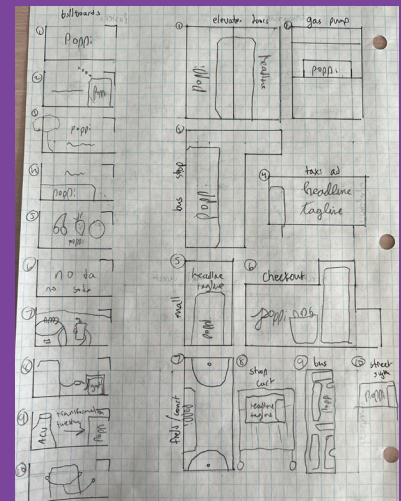 billboards
1
Poppi
2
Poppi
3
poppi
4
poppi
5
poppi
6
no
no soda
7
8
9
ACV
transformation
Poppi
10
1
elevator doors
poppi
headline
2
gas pump
poppi
3
bus stop
poppi
4
taxi ad
headline
tagline
5
mall
headline
tagline
poppi
6
checkout
poppi
7
field/court
8
shop cart
headline
tagline
9
bus
poppi
10
street sign
poppi